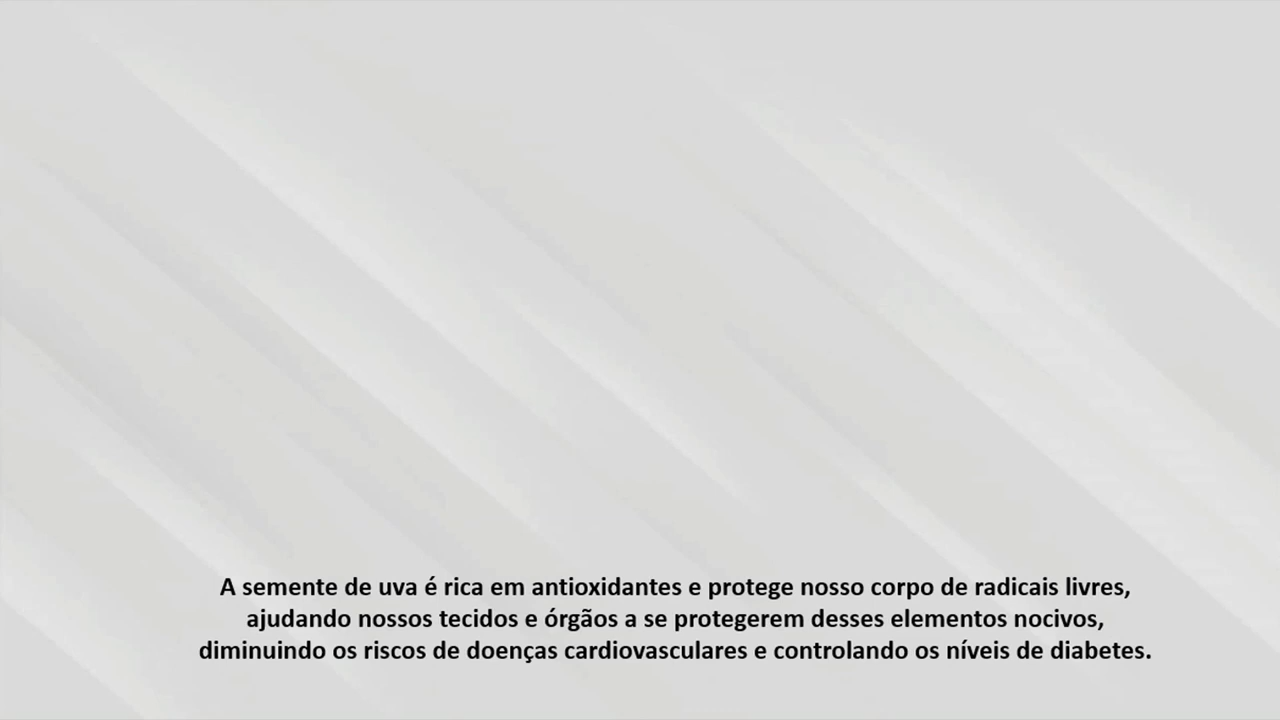 A semente de uva é rica em antioxidantes e protege nosso corpo de radicais livres,
ajudando nossos tecidos e órgãos a se protegerem desses elementos nocivos,
diminuindo os riscos de doenças cardiovasculares e controlando os níveis de diabetes.